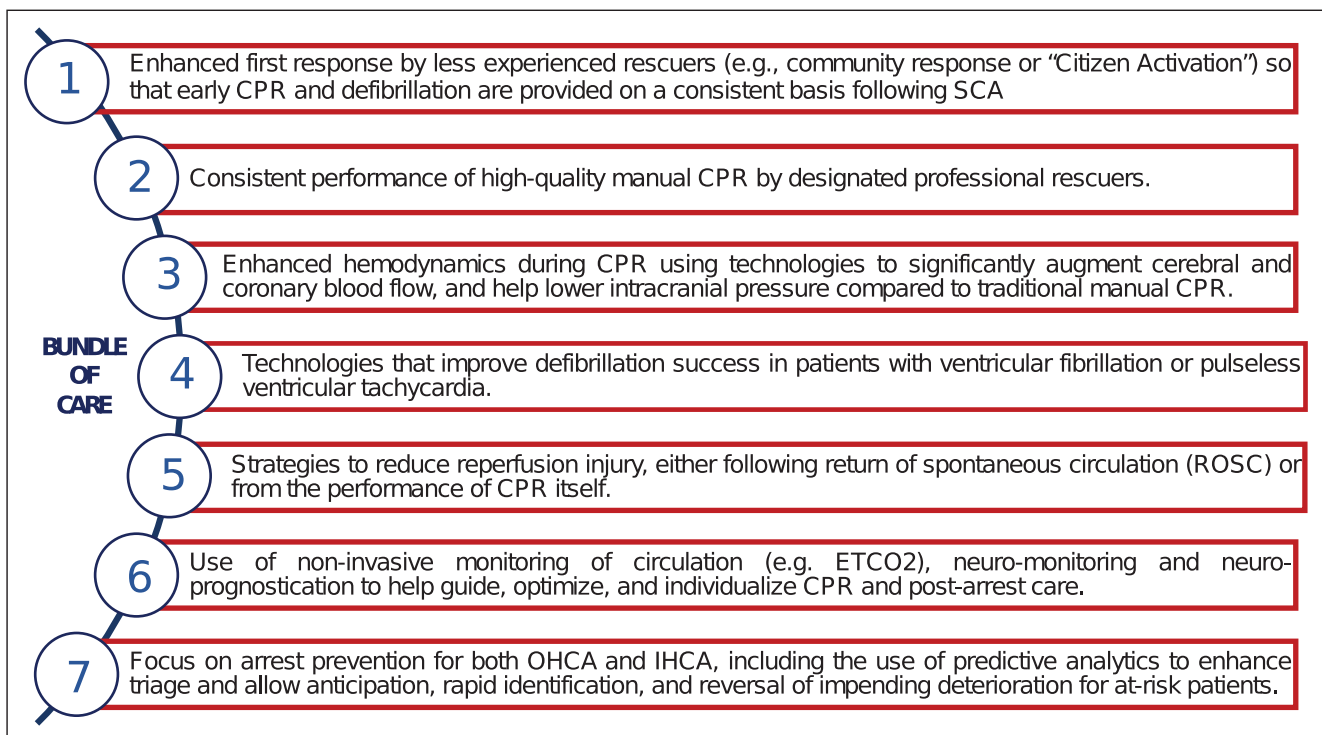 1
Enhanced first response by less experienced rescuers (e.g., community response or “Citizen Activation”) so
that early CPR and defibrillation are provided on a consistent basis following SCA
2
Consistent performance of high-quality manual CPR by designated professional rescuers.
3
Enhanced hemodynamics during CPR using technologies to significantly augment cerebral and
coronary blood flow, and help lower intracranial pressure compared to traditional manual CPR.
BUNDLE
OF
CARE
4
Technologies that improve defibrillation success in patients with ventricular fibrillation or pulseless
ventricular tachycardia.
5
Strategies to reduce reperfusion injury, either following return of spontaneous circulation (ROSC) or
from the performance of CPR itself.
6
Use of non-invasive monitoring of circulation (e.g. ETCO2), neuro-monitoring and neuro-
prognostication to help guide, optimize, and individualize CPR and post-arrest care.
7
Focus on arrest prevention for both OHCA and IHCA, including the use of predictive analytics to enhance
triage and allow anticipation, rapid identification, and reversal of impending deterioration for at-risk patients.